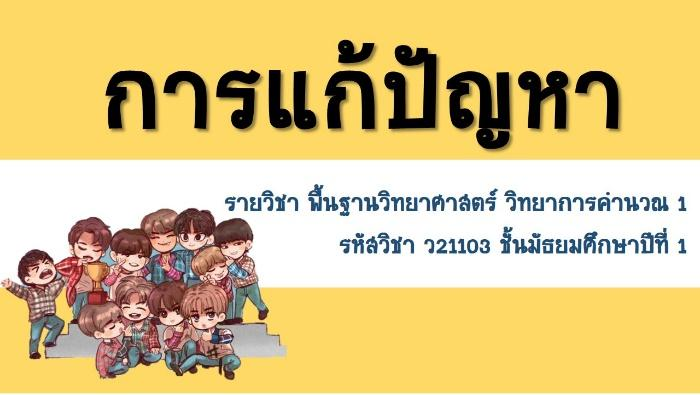 การแก้ปัญหา
รายวิชา พื้นฐานวิทยาศาสตร์ วิทยาการคำนวณ 1
รหัสวิชา ว21103 ชั้นมัธยมศึกษาปีที่ 1